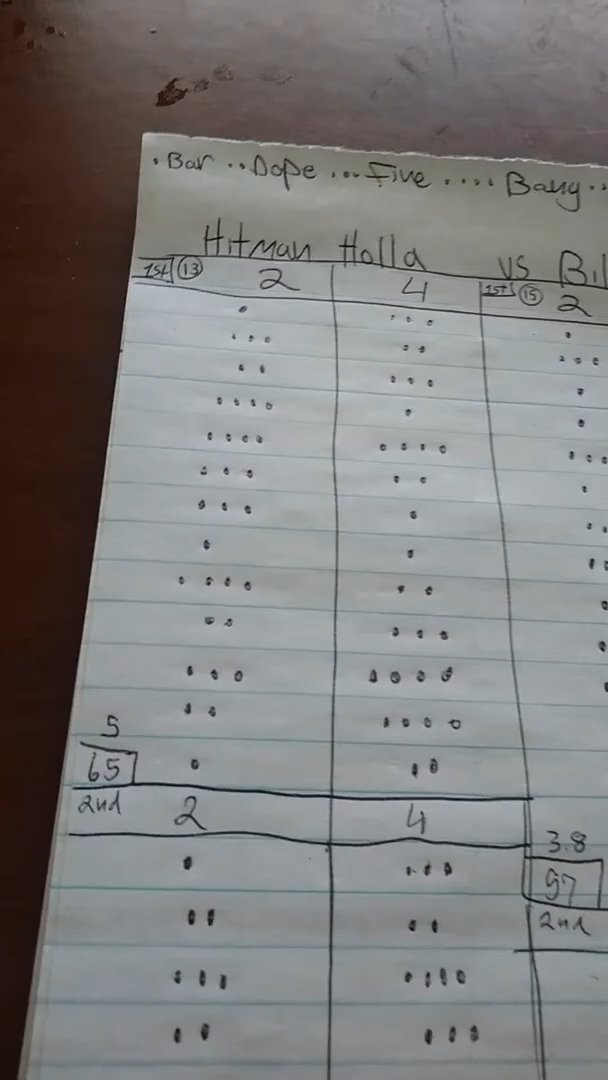 . Bar .. Dope ... Five .... Bang ..
Hitman Holla vs Bil
1st 13 2 4 1st 15 2
5
65
2nd 2 4
3.8
97
2nd